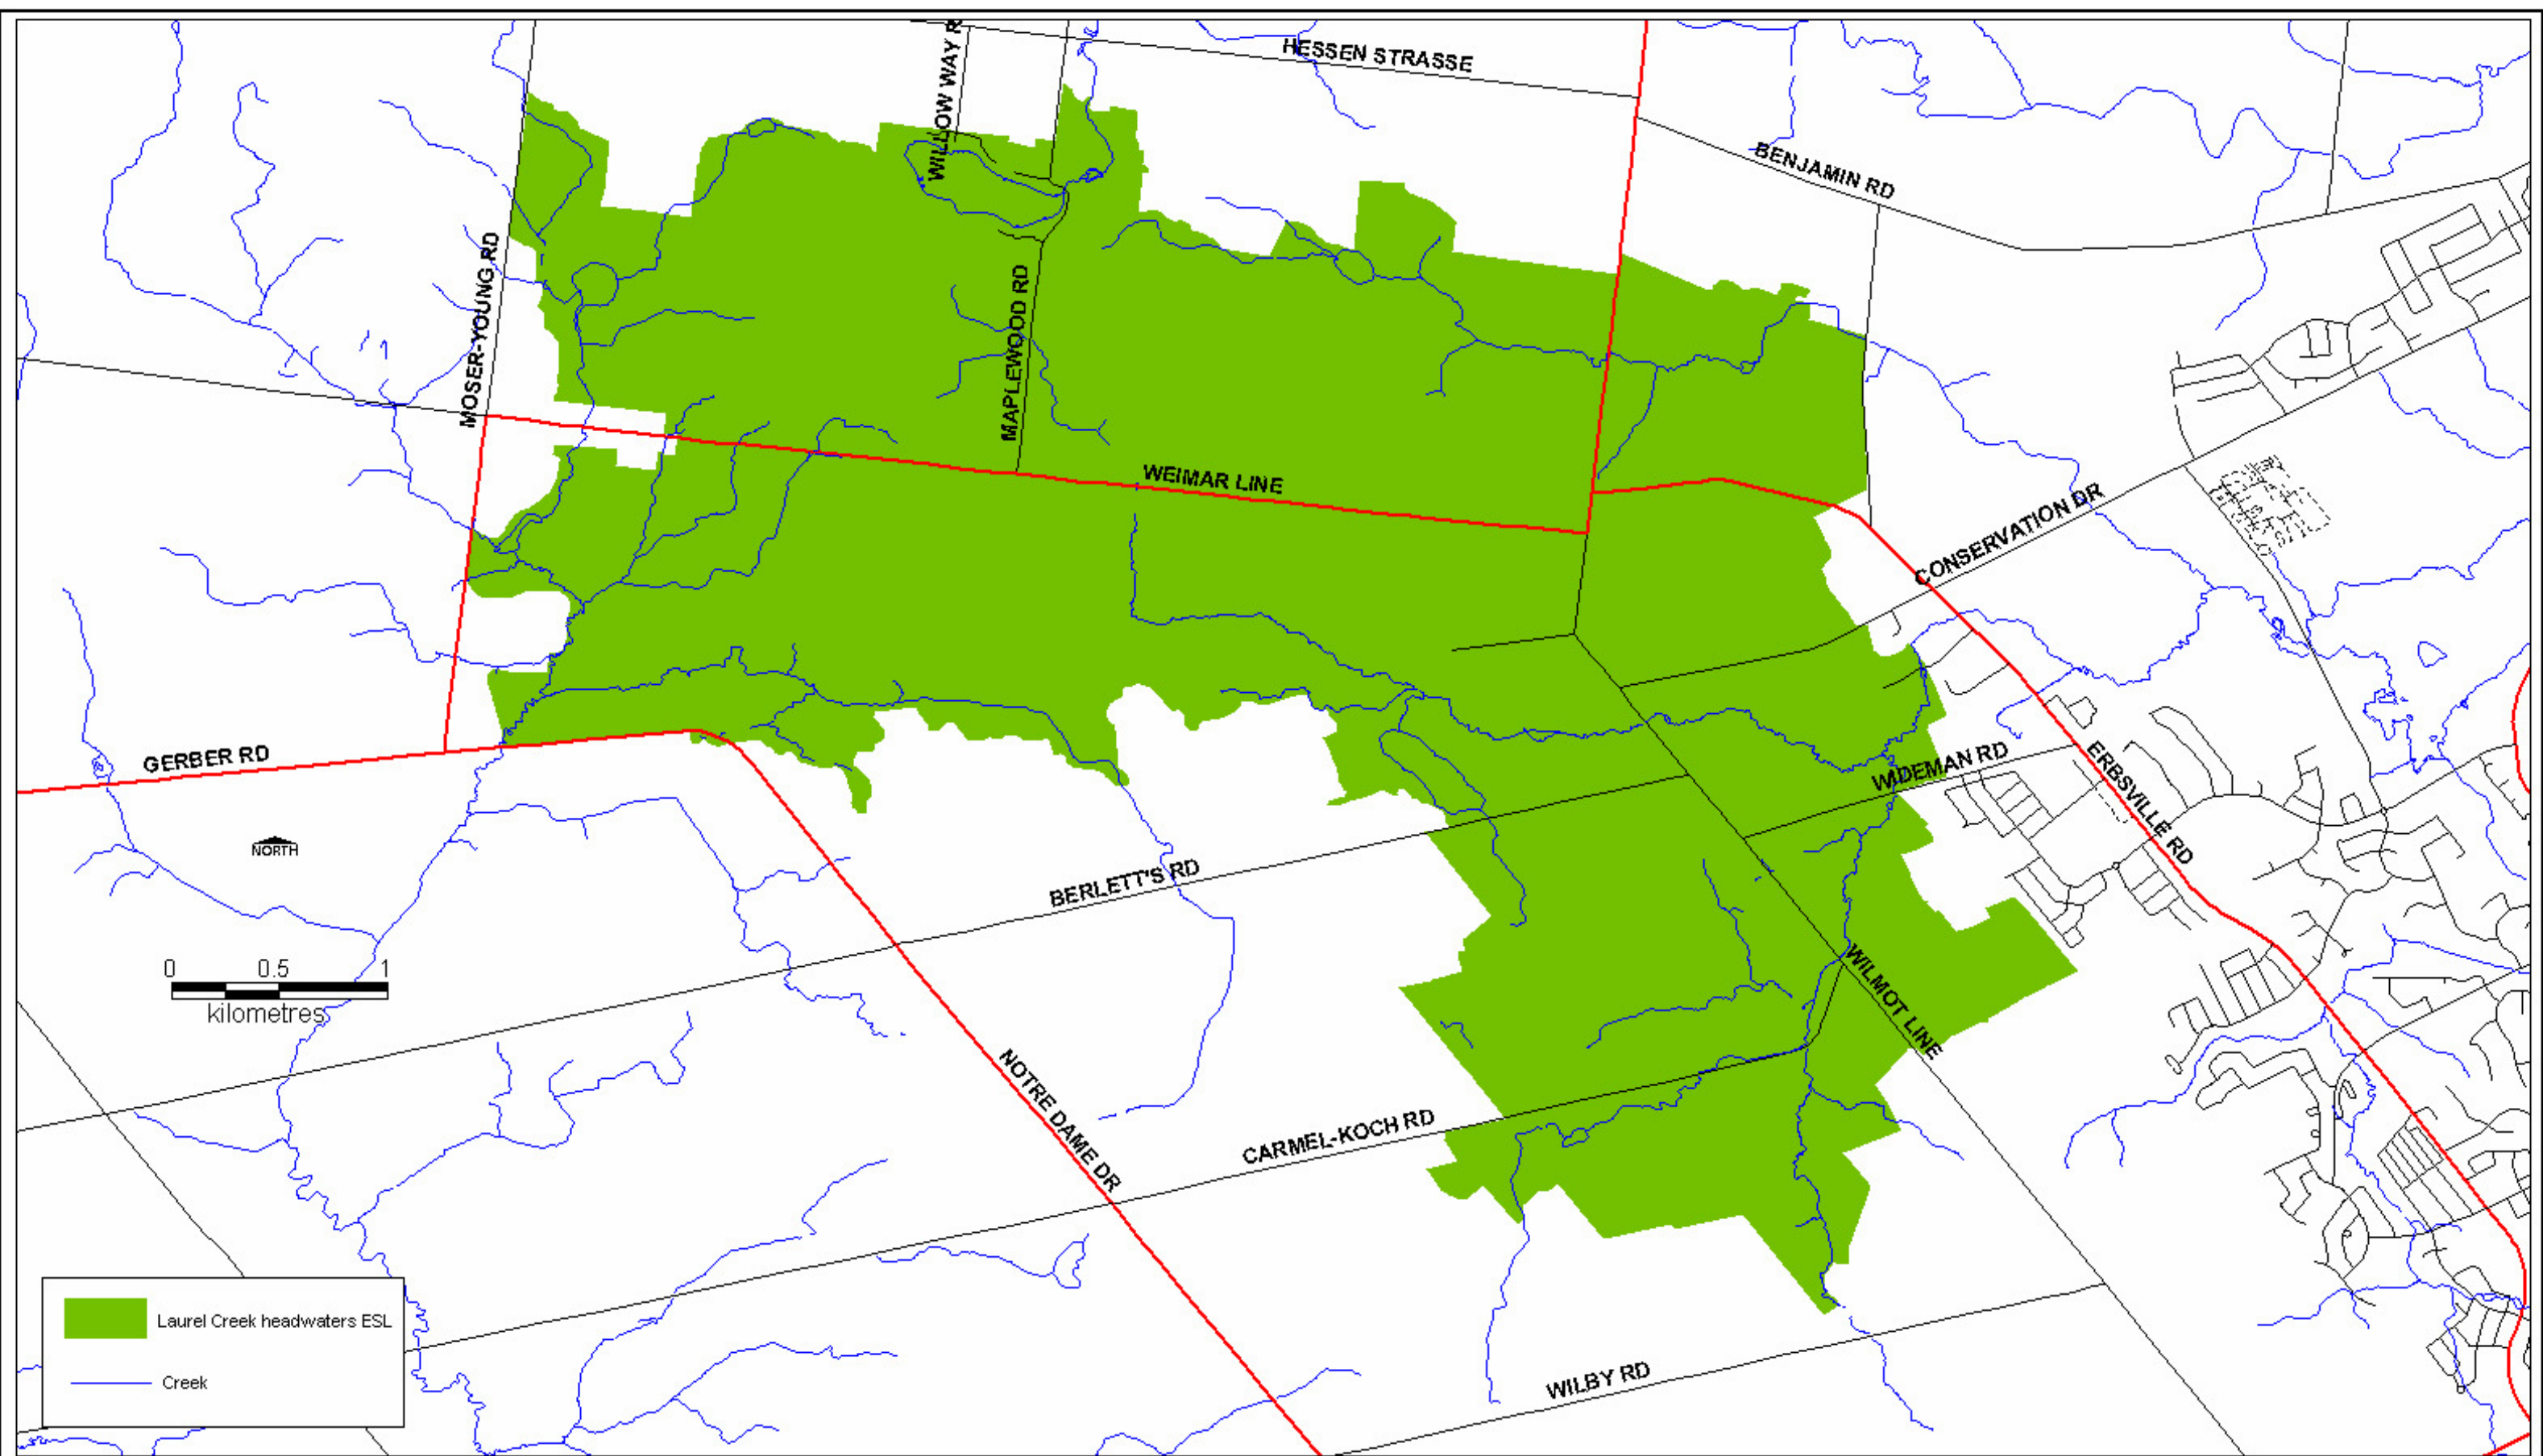 HESSEN STRASSE
WILLOW WAY R
BENJAMIN RD
MOSER-YOUNG RD
MAPLEWOOD RD
WEIMAR LINE
CONSERVATION DR
GERBER RD
WIDEMAN RD
ERBSVILLE RD
NORTH
BERLETT'S RD
WILMOT LINE
0 0.5 1
kilometres
NOTRE DAME DR
CARMEL-KOCH RD
Laurel Creek headwaters ESL
Creek
WILBY RD